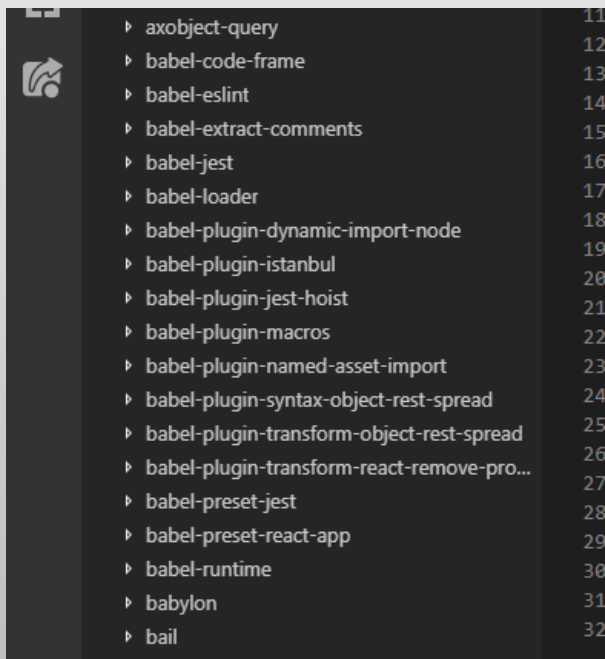 axobject-query
babel-code-frame
babel-eslint
babel-extract-comments
babel-jest
babel-loader
babel-plugin-dynamic-import-node
babel-plugin-istanbul
babel-plugin-jest-hoist
babel-plugin-macros
babel-plugin-named-asset-import
babel-plugin-syntax-object-rest-spread
babel-plugin-transform-object-rest-spread
babel-plugin-transform-react-remove-pro...
babel-preset-jest
babel-preset-react-app
babel-runtime
babylon
bail
11
12
13
14
15
16
17
18
19
20
21
22
23
24
25
26
27
28
29
30
31
32